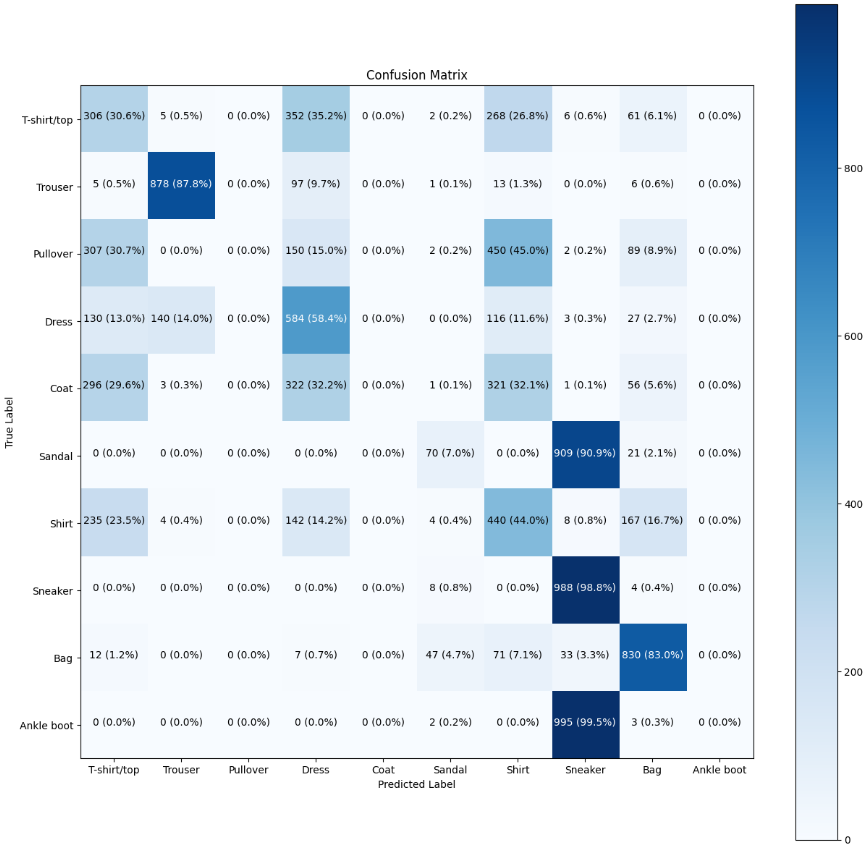 Confusion Matrix
T-shirt/top 306 (30.6%) 5 (0.5%) 0 (0.0%) 352 (35.2%) 0 (0.0%) 2 (0.2%) 268 (26.8%) 6 (0.6%) 61 (6.1%) 0 (0.0%)
Trouser 5 (0.5%) 878 (87.8%) 0 (0.0%) 97 (9.7%) 0 (0.0%) 1 (0.1%) 13 (1.3%) 0 (0.0%) 6 (0.6%) 0 (0.0%)
Pullover 307 (30.7%) 0 (0.0%) 0 (0.0%) 150 (15.0%) 0 (0.0%) 2 (0.2%) 450 (45.0%) 2 (0.2%) 89 (8.9%) 0 (0.0%)
Dress 130 (13.0%) 140 (14.0%) 0 (0.0%) 584 (58.4%) 0 (0.0%) 0 (0.0%) 116 (11.6%) 3 (0.3%) 27 (2.7%) 0 (0.0%)
Coat 296 (29.6%) 3 (0.3%) 0 (0.0%) 322 (32.2%) 0 (0.0%) 1 (0.1%) 321 (32.1%) 1 (0.1%) 56 (5.6%) 0 (0.0%)
Sandal 0 (0.0%) 0 (0.0%) 0 (0.0%) 0 (0.0%) 0 (0.0%) 70 (7.0%) 0 (0.0%) 909 (90.9%) 21 (2.1%) 0 (0.0%)
Shirt 235 (23.5%) 4 (0.4%) 0 (0.0%) 142 (14.2%) 0 (0.0%) 4 (0.4%) 440 (44.0%) 8 (0.8%) 167 (16.7%) 0 (0.0%)
Sneaker 0 (0.0%) 0 (0.0%) 0 (0.0%) 0 (0.0%) 0 (0.0%) 8 (0.8%) 0 (0.0%) 988 (98.8%) 4 (0.4%) 0 (0.0%)
Bag 12 (1.2%) 0 (0.0%) 0 (0.0%) 7 (0.7%) 0 (0.0%) 47 (4.7%) 71 (7.1%) 33 (3.3%) 830 (83.0%) 0 (0.0%)
Ankle boot 0 (0.0%) 0 (0.0%) 0 (0.0%) 0 (0.0%) 0 (0.0%) 2 (0.2%) 0 (0.0%) 995 (99.5%) 3 (0.3%) 0 (0.0%)
T-shirt/top Trouser Pullover Dress Coat Sandal Shirt Sneaker Bag Ankle boot
Predicted Label
True Label
800
600
400
200
0